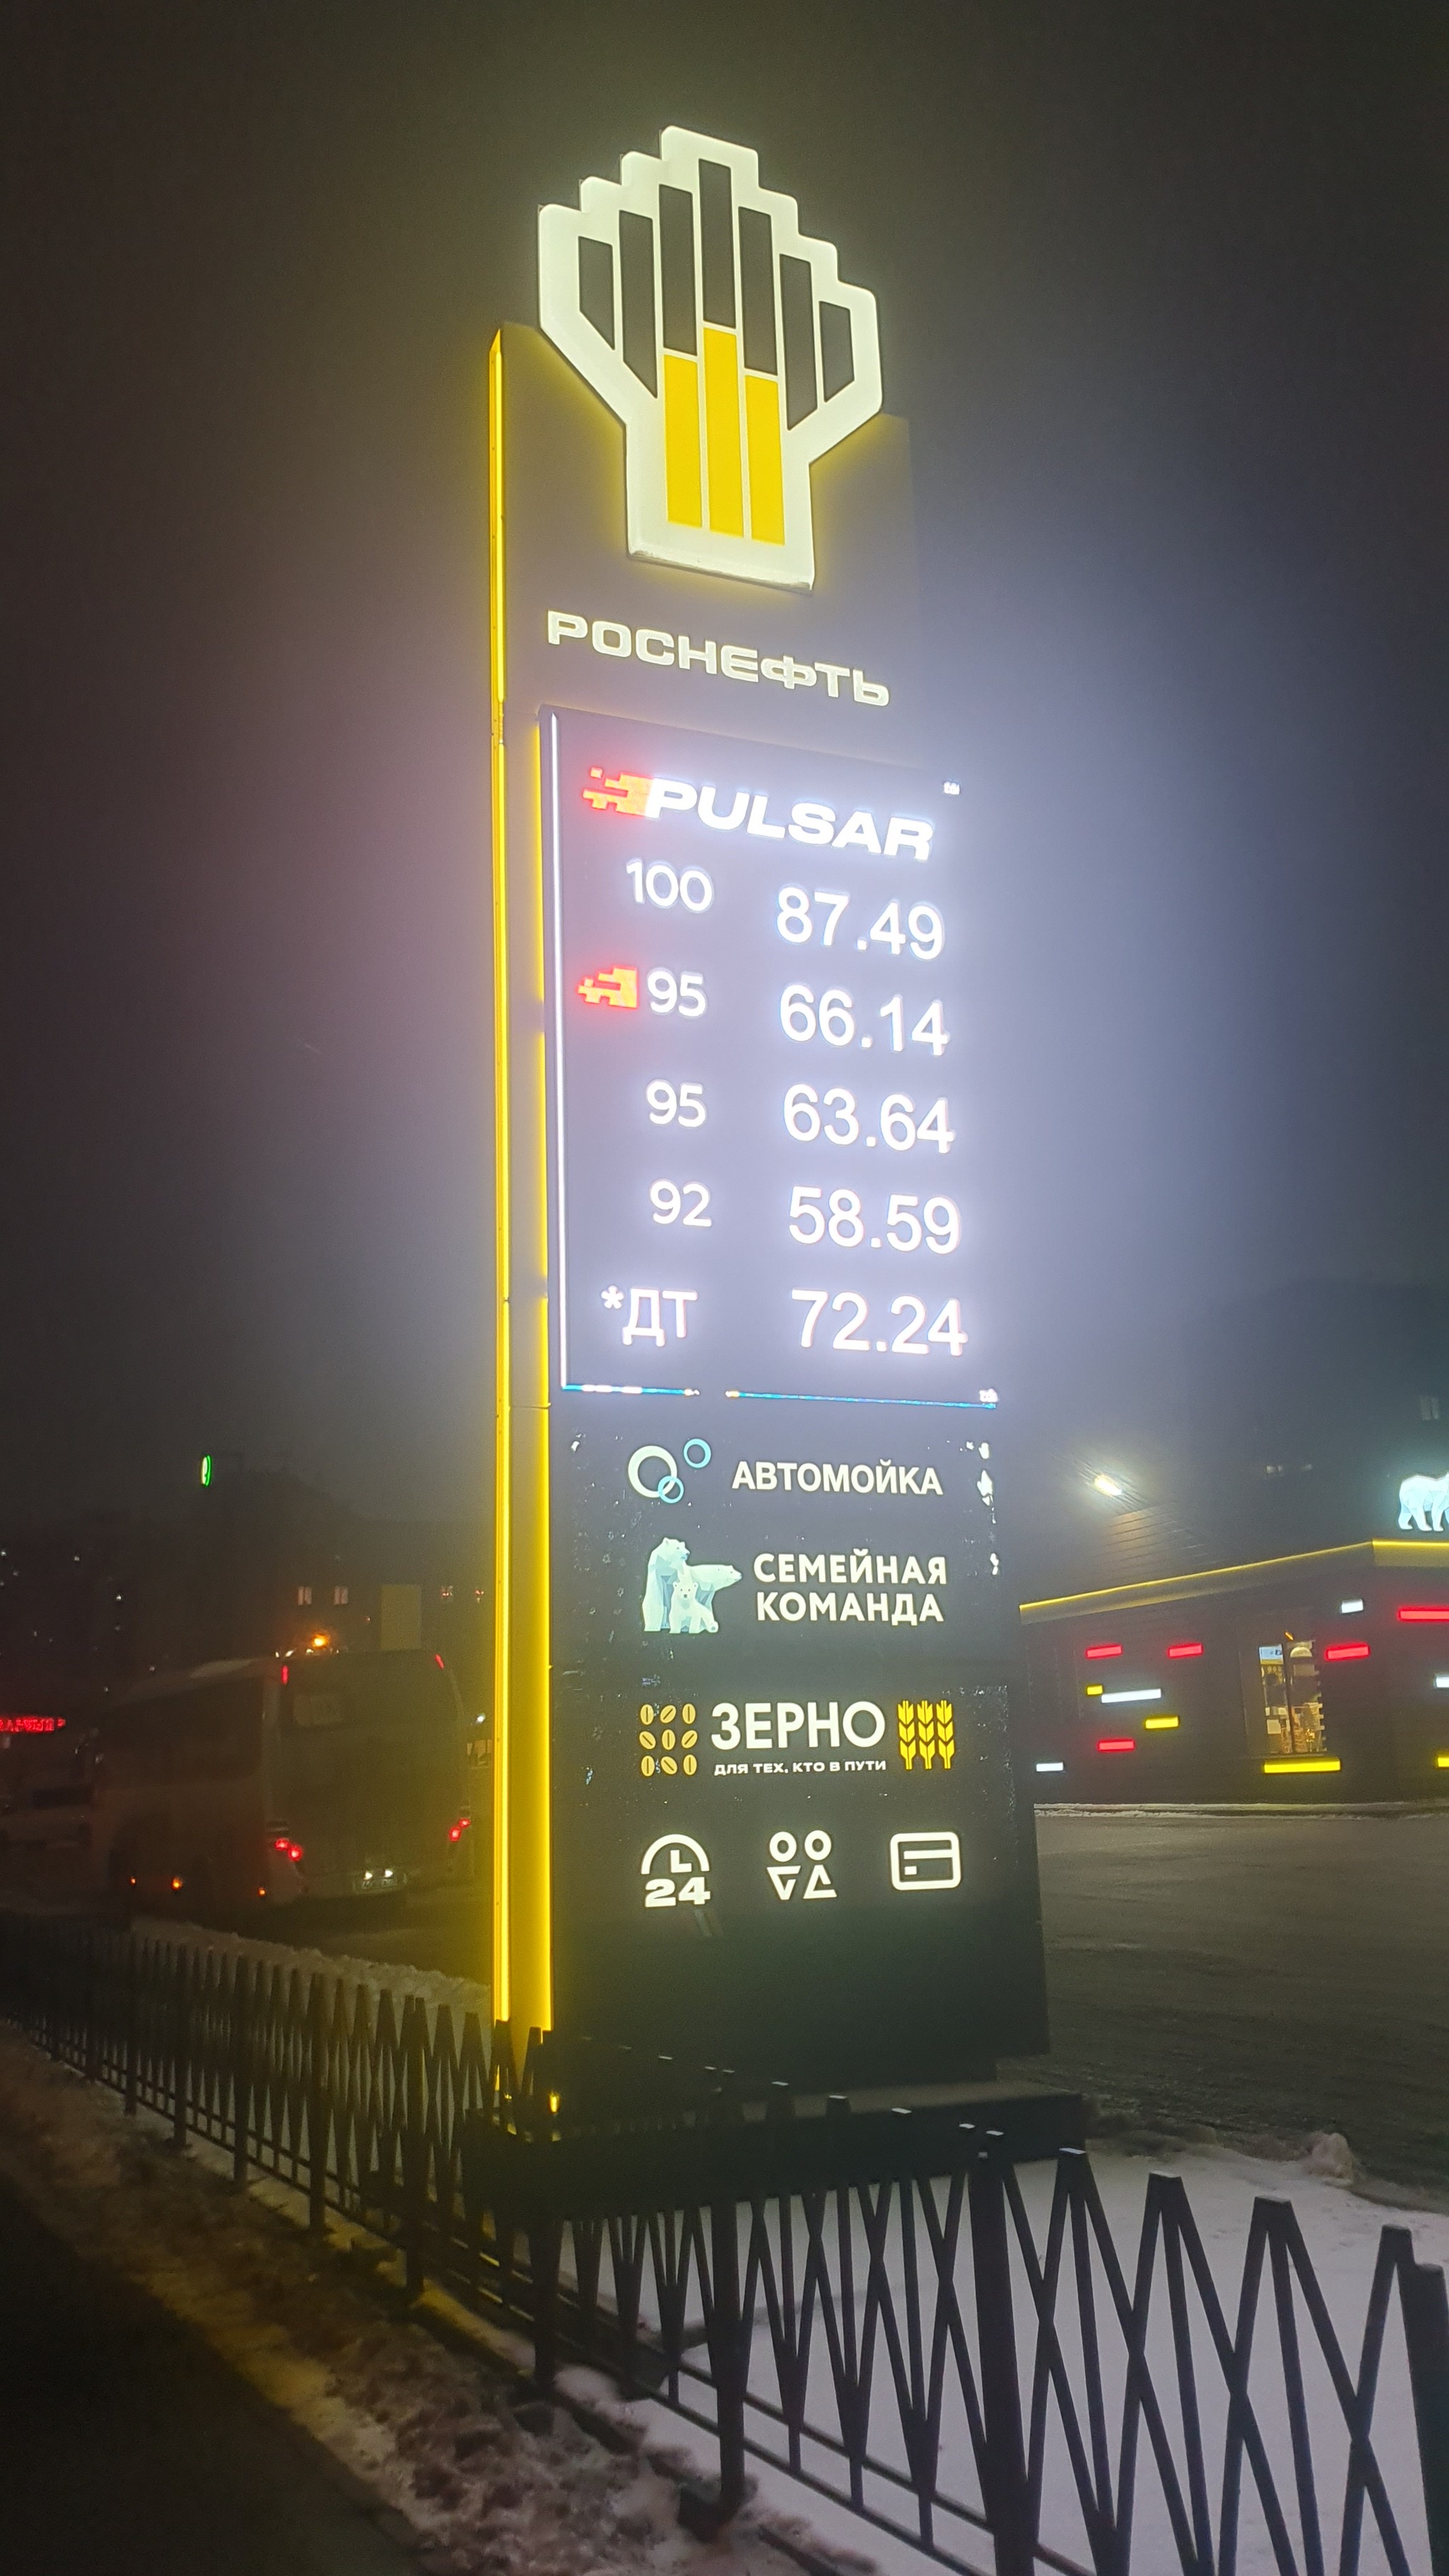 РОСНЕФТЬ
PULSAR
100 87.49
95 66.14
95 63.64
92 58.59
*ДТ 72.24
АВТОМОЙКА
СЕМЕЙНАЯ
КОМАНДА
ЗЕРНО
ДЛЯ ТЕХ, КТО В ПУТИ
24